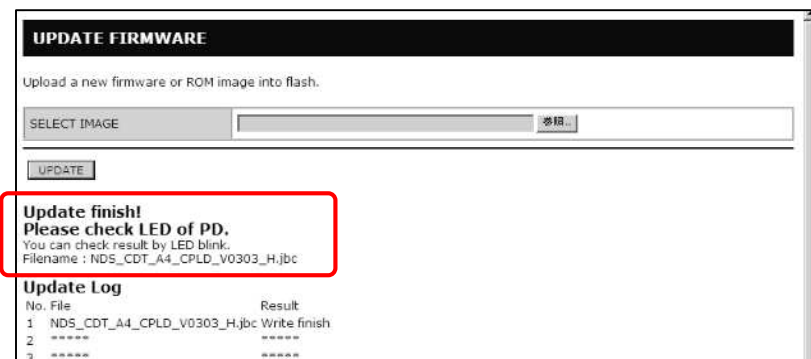 UPDATE FIRMWARE
Upload a new firmware or ROM image into flash.
SELECT IMAGE 参照...
UPDATE
Update finish!
Please check LED of PD.
You can check result by LED blink.
Filename : NDS_CDT_A4_CPLD_V0303_H.jbc
Update Log
No. File Result
1 NDS_CDT_A4_CPLD_V0303_H.jbc Write finish
2 ===== =====
3 ===== =====